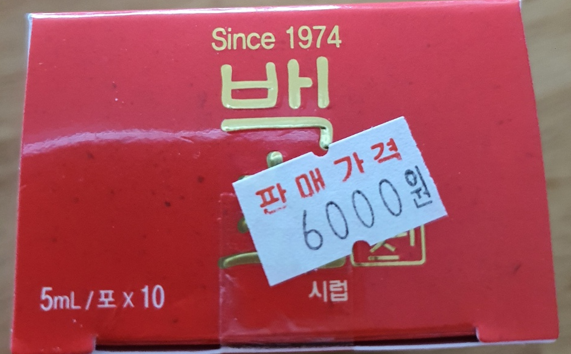 Since 1974
백
판매가격
6000원
5mL / 포 x 10
시럽